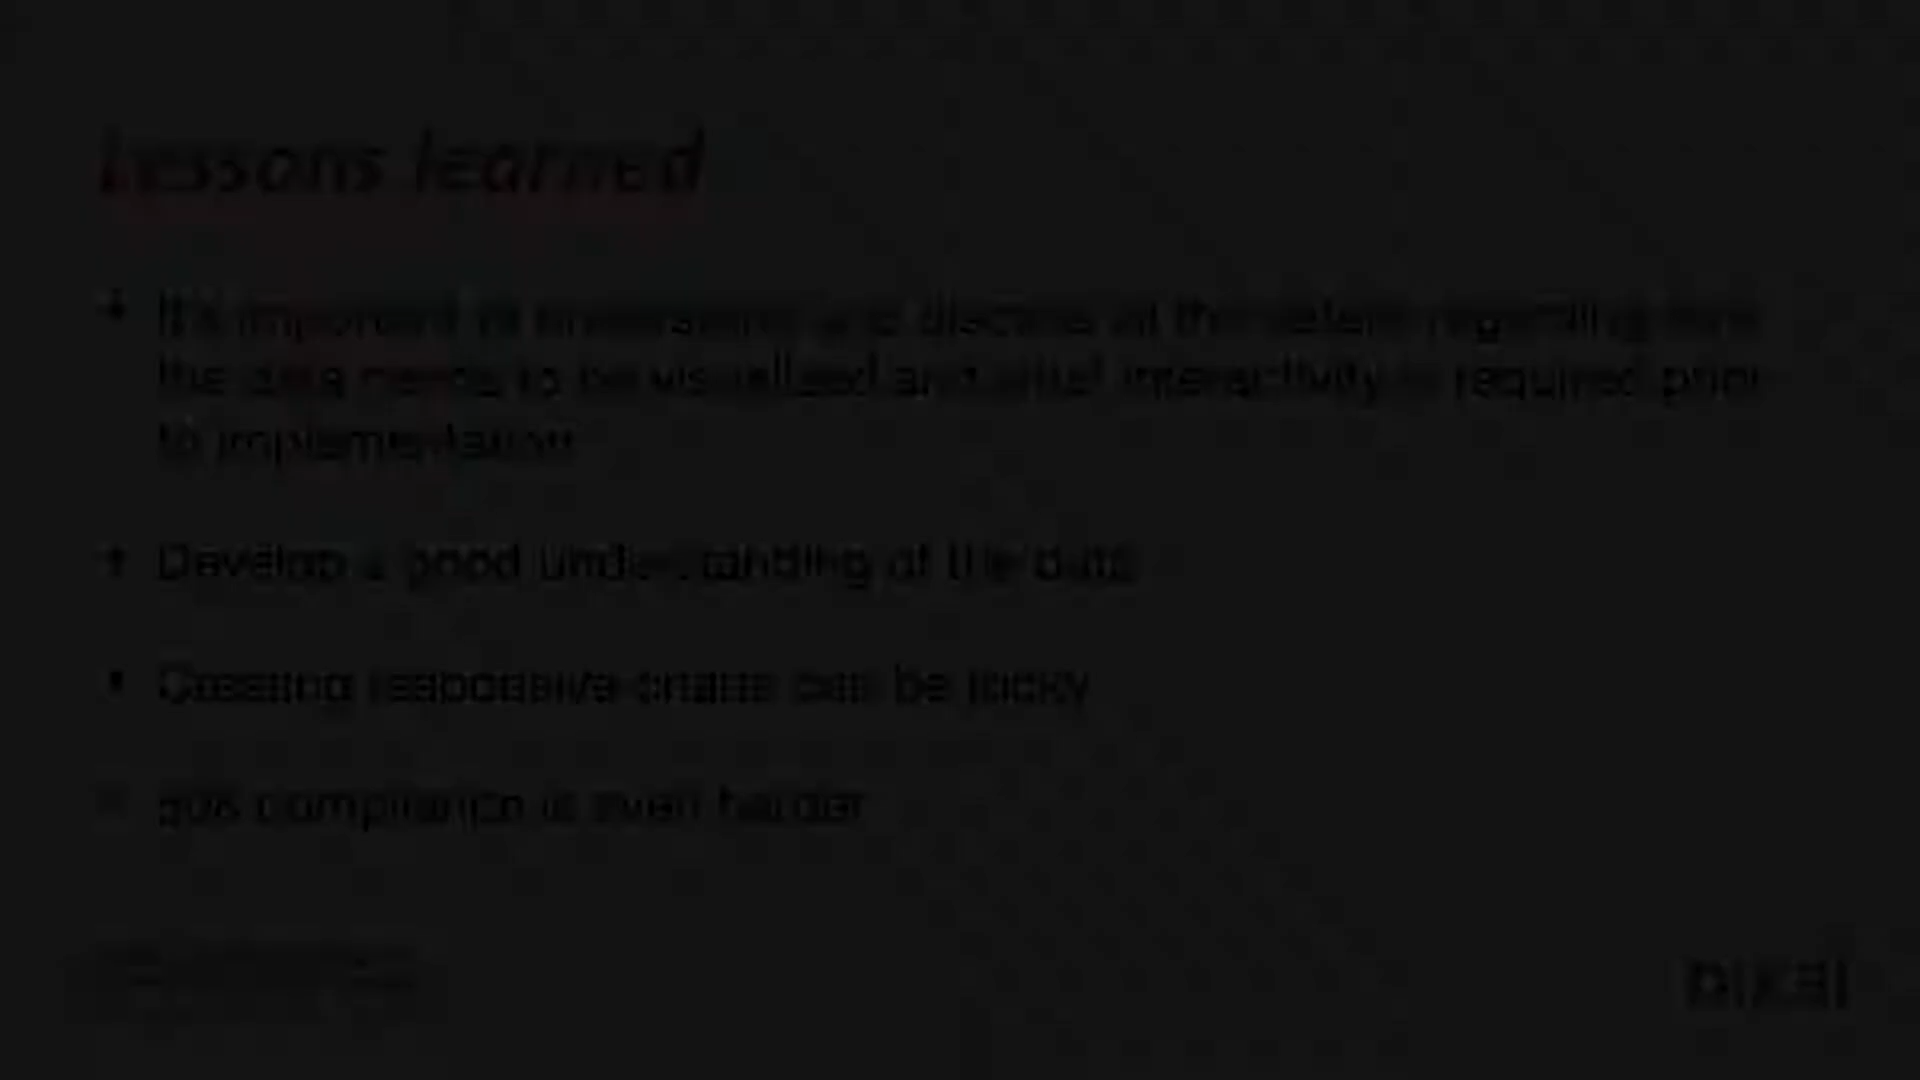 Lessons learned
It's important to understand and discuss all the details regarding how
the data needs to be visualized and what interactivity is required prior
to implementation
Develop a good understanding of the data
Creating responsive charts can be tricky
508 compliance is even harder